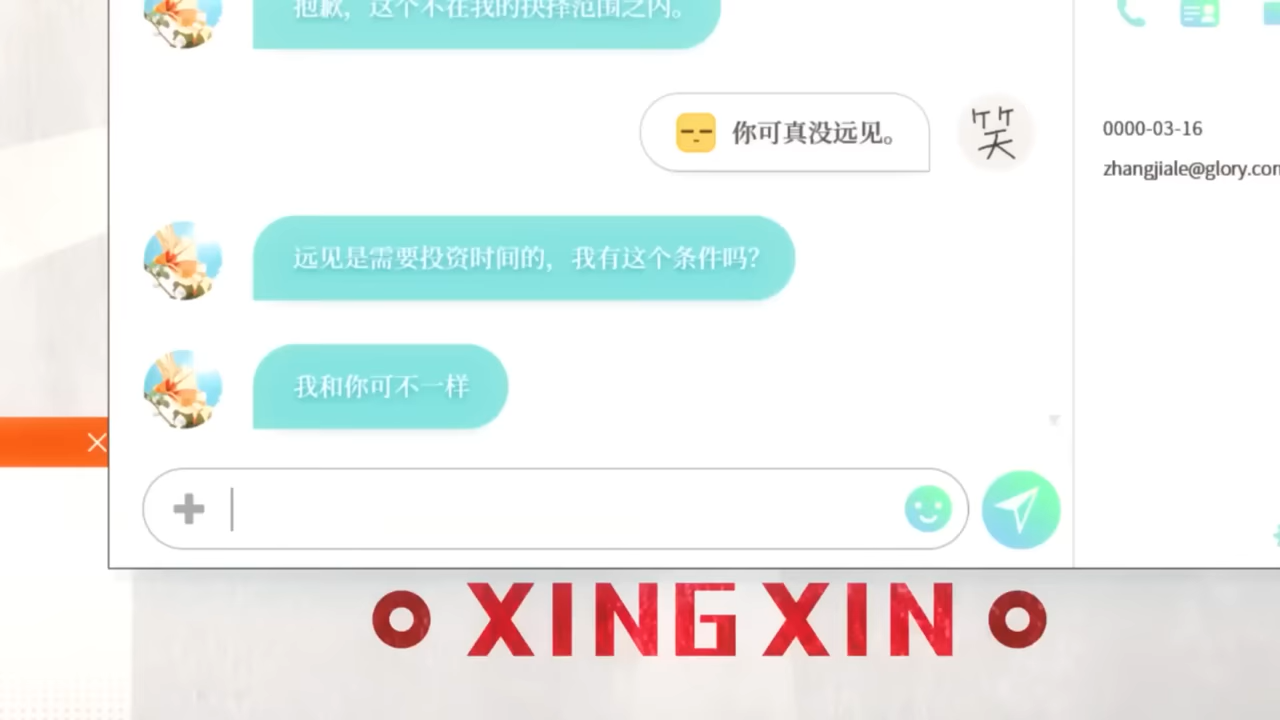 抱歉，这个不在我的抉择范围之内。
你可真没远见。
笑
0000-03-16
zhangjiale@glory.com
远见是需要投资时间的，我有这个条件吗？
我和你可不一样
XINGXIN